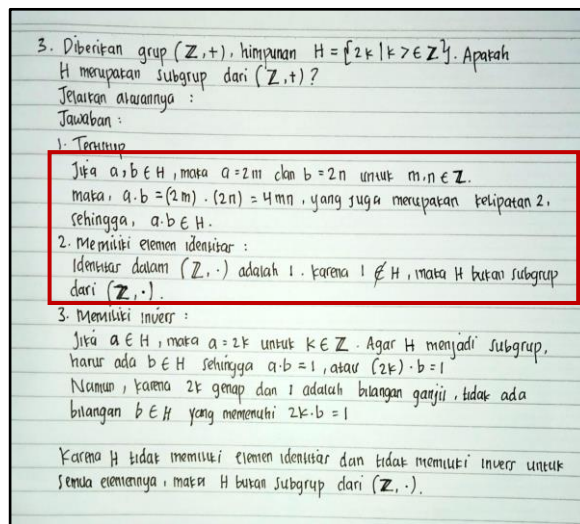 3. Diberikan grup (ℤ,+), himpunan H = {2k | k > ∈ ℤ}. Apakah
H merupakan subgrup dari (ℤ,+) ?
Jelaskan alasannya :
Jawaban :
1. Tertutup
Jika a,b ∈ H, maka a = 2m dan b = 2n untuk m,n ∈ ℤ.
maka, a.b = (2m) . (2n) = 4mn, yang juga merupakan kelipatan 2,
sehingga, a.b ∈ H.
2. Memiliki elemen identitas :
Identitas dalam (ℤ, ·) adalah 1. karena 1 ∉ H, maka H bukan subgrup
dari (ℤ, ·).
3. Memiliki invers :
Jika a ∈ H, maka a = 2k untuk k ∈ ℤ. Agar H menjadi subgrup,
harus ada b ∈ H sehingga a·b = 1, atau (2k) · b = 1
Namun, karena 2k genap dan 1 adalah bilangan ganjil, tidak ada
bilangan b ∈ H yang memenuhi 2k.b = 1
Karena H tidak memiliki elemen identitas dan tidak memiliki invers untuk
semua elemennya, maka H bukan subgrup dari (ℤ, ·).